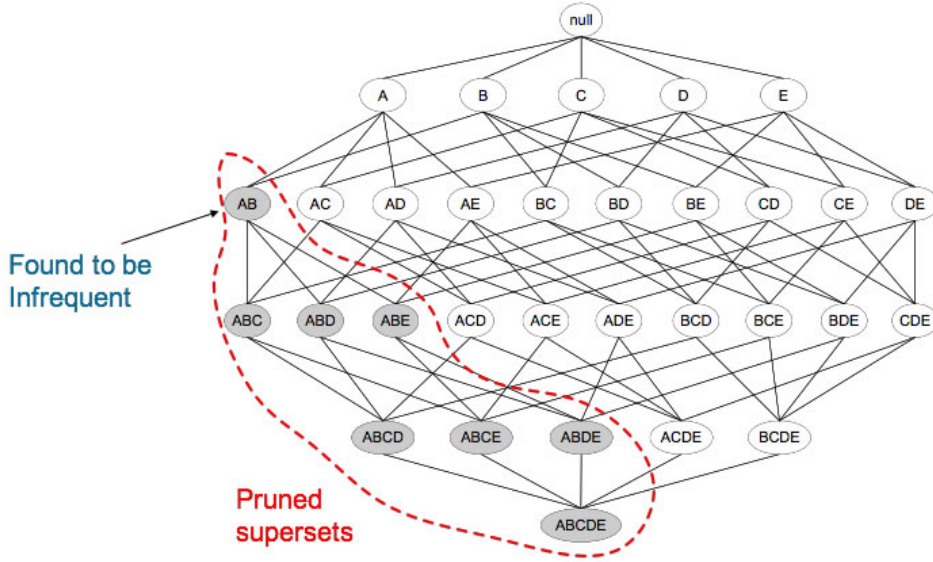 null
A B C D E
AB AC AD AE BC BD BE CD CE DE
Found to be
Infrequent
ABC ABD ABE ACD ACE ADE BCD BCE BDE CDE
ABCD ABCE ABDE ACDE BCDE
Pruned
supersets
ABCDE